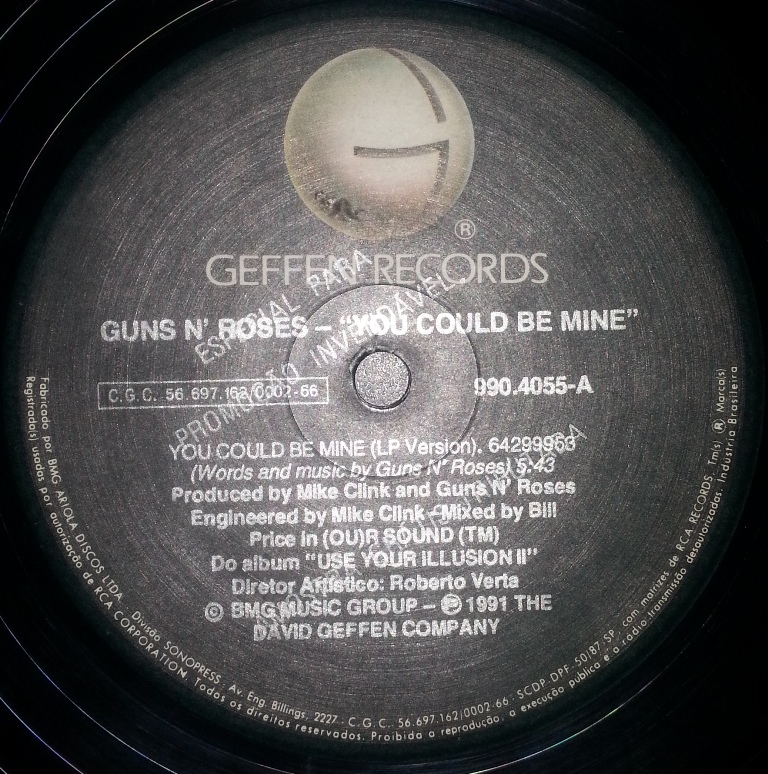 ®
GEFFEN RECORDS
ESPECIAL PARA
PROMOÇÃO INVENDÁVEL
GUNS N' ROSES – “YOU COULD BE MINE”
C.G.C. 56.697.162/0002-66
990.4055-A
YOU COULD BE MINE (LP Version). 64299963
(Words and music by Guns N' Roses) 5:43
Produced by Mike Clink and Guns N' Roses
Engineered by Mike Clink – Mixed by Bill
Price in (OU)R SOUND (TM)
Do album “USE YOUR ILLUSION II”
Diretor Artístico: Roberto Verta
© BMG MUSIC GROUP – ℗ 1991 THE
DAVID GEFFEN COMPANY
Fabricado por BMG ARIOLA DISCOS LTDA. Divisão SONOPRESS. Av. Eng. Billings, 2227 - C.G.C. 56.697.162/0002-66 - SCDP-DPF-50/87-SP, com matrizes de RCA RECORDS. Tm(s) ® Marca(s)
Registrada(s) usadas por autorização de RCA CORPORATION. Todos os direitos reservados. Proibida a reprodução, a execução pública e a radio-transmissão desautorizadas. Indústria Brasileira